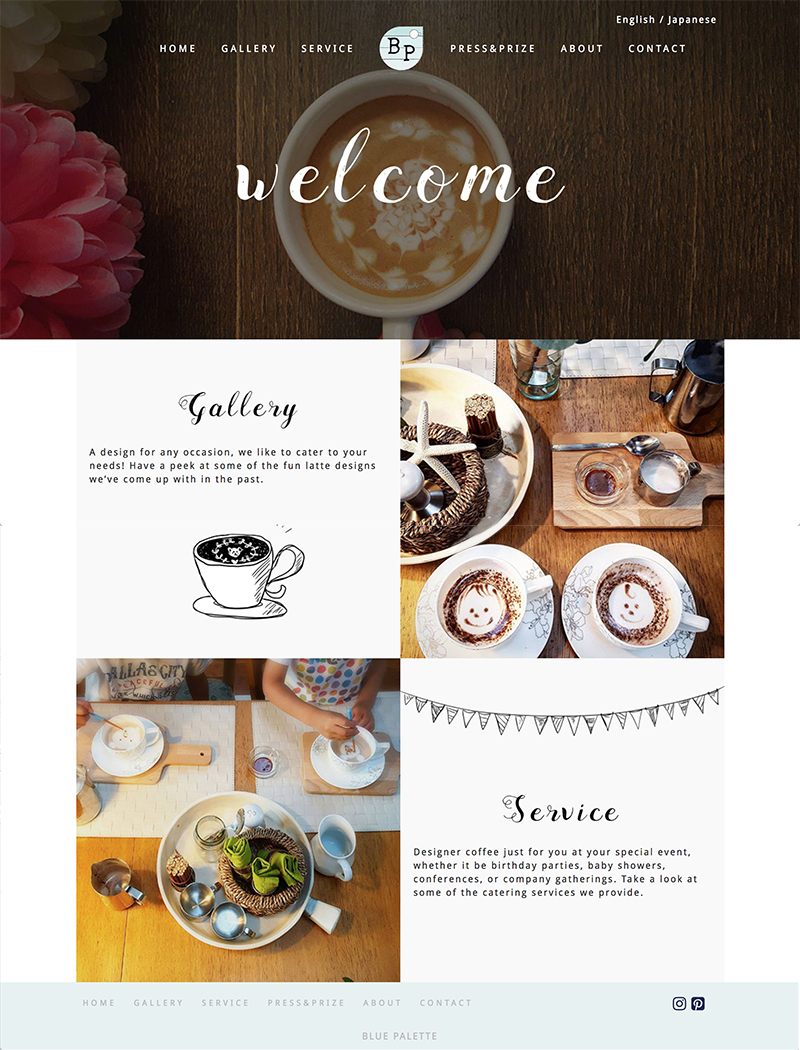 English / Japanese
HOME GALLERY SERVICE BP PRESS&PRIZE ABOUT CONTACT
welcome
Gallery
A design for any occasion, we like to cater to your
needs! Have a peek at some of the fun latte designs
we've come up with in the past.
ALLAS CITY
PEACEFUL
Service
Designer coffee just for you at your special event,
whether it be birthday parties, baby showers,
conferences, or company gatherings. Take a look at
some of the catering services we provide.
HOME GALLERY SERVICE PRESS&PRIZE ABOUT CONTACT
BLUE PALETTE